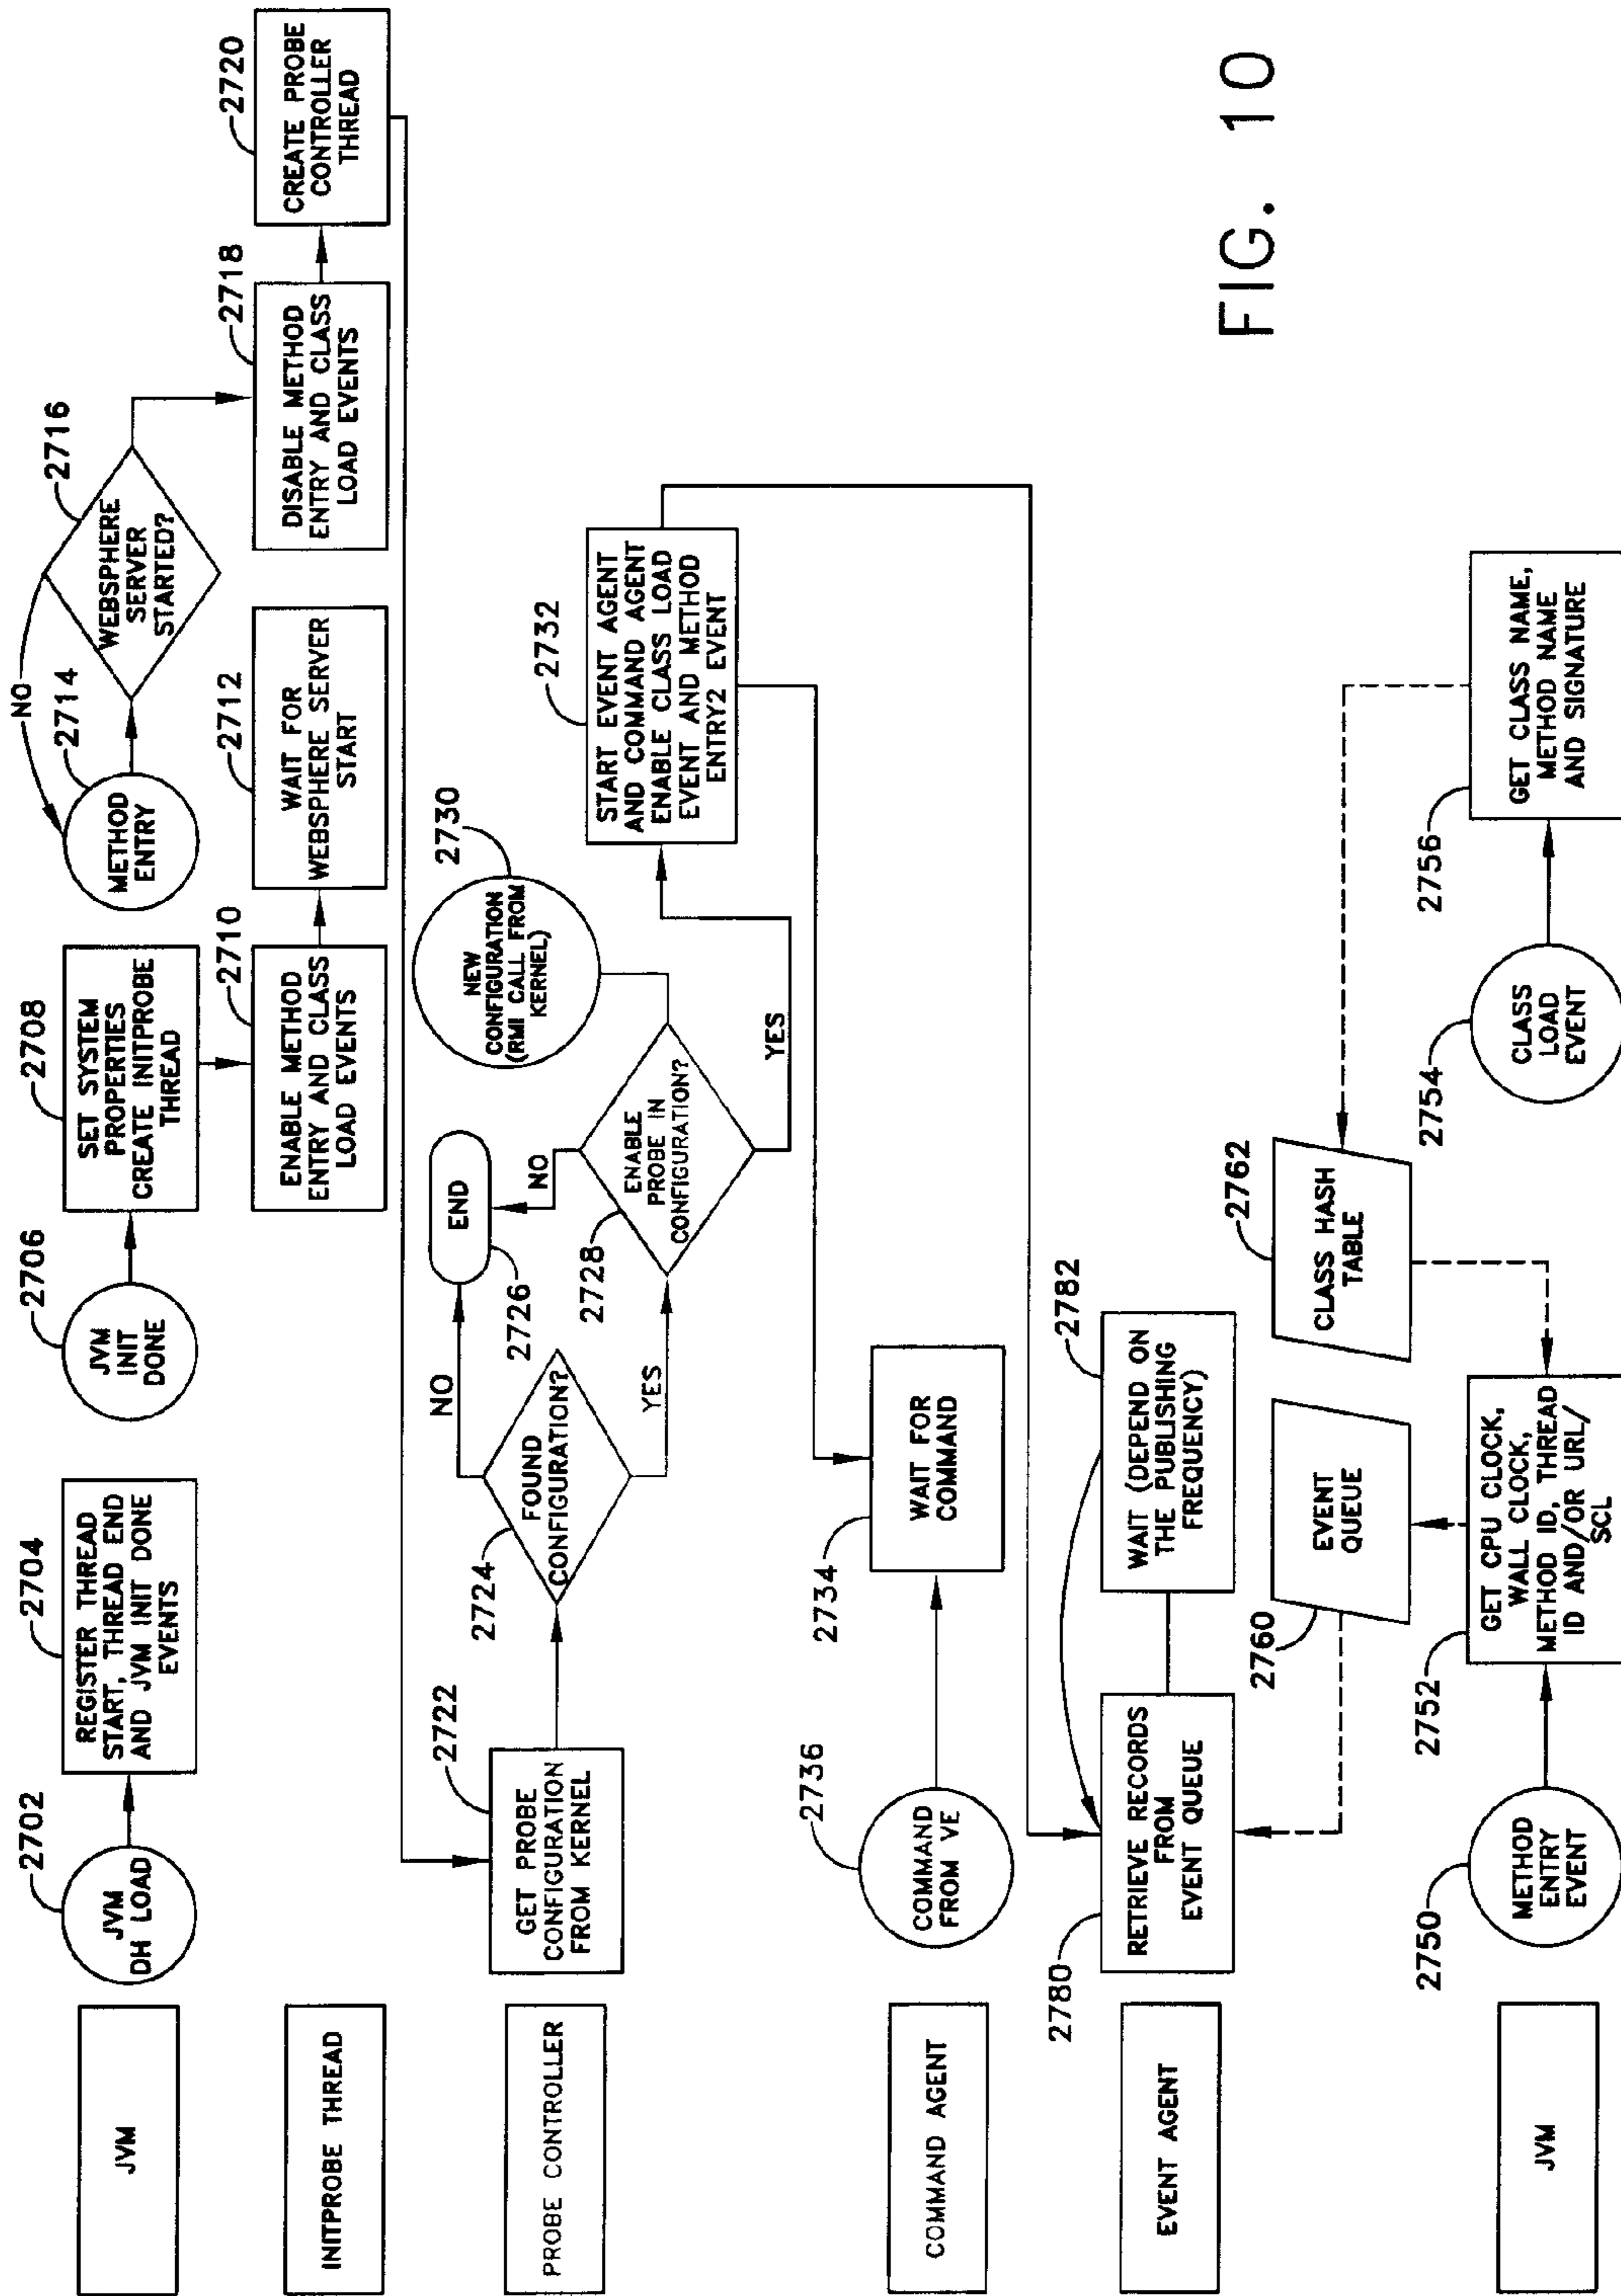 JVM
2702
JVM
DH LOAD
2704
REGISTER THREAD
START, THREAD END
AND JVM INIT DONE
EVENTS
2706
JVM
INIT
DONE
2708
SET SYSTEM
PROPERTIES
CREATE INITPROBE
THREAD
NO
2714
METHOD
ENTRY
2716
WEBSPHERE
SERVER
STARTED?
INITPROBE THREAD
2710
ENABLE METHOD
ENTRY AND CLASS
LOAD EVENTS
2712
WAIT FOR
WEBSPHERE SERVER
START
2718
DISABLE METHOD
ENTRY AND CLASS
LOAD EVENTS
2720
CREATE PROBE
CONTROLLER
THREAD
PROBE CONTROLLER
2722
GET PROBE
CONFIGURATION
FROM KERNEL
2724
FOUND
CONFIGURATION?
NO
YES
END
2726
NO
2728
ENABLE
PROBE IN
CONFIGURATION?
YES
2730
NEW
CONFIGURATION
(RMI CALL FROM
KERNEL)
2732
START EVENT AGENT
AND COMMAND AGENT
ENABLE CLASS LOAD
EVENT AND METHOD
ENTRY2 EVENT
COMMAND AGENT
2736
COMMAND
FROM VE
2734
WAIT FOR
COMMAND
EVENT AGENT
2780
RETRIEVE RECORDS
FROM
EVENT QUEUE
2782
WAIT (DEPEND ON
THE PUBLISHING
FREQUENCY)
2760
EVENT
QUEUE
2762
CLASS HASH
TABLE
JVM
2750
METHOD
ENTRY
EVENT
2752
GET CPU CLOCK,
WALL CLOCK,
METHOD ID, THREAD
ID AND/OR URL/
SCL
2754
CLASS
LOAD
EVENT
2756
GET CLASS NAME,
METHOD NAME
AND SIGNATURE
FIG. 10